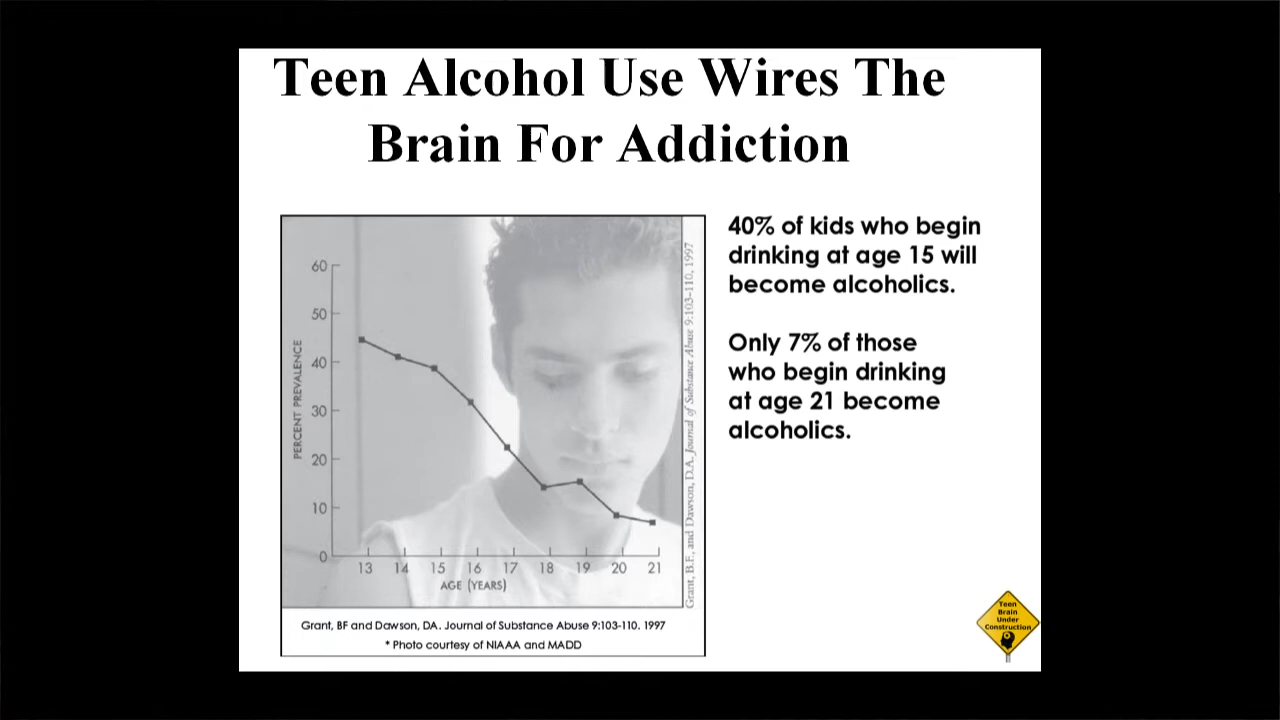 Teen Alcohol Use Wires The
Brain For Addiction
40% of kids who begin
drinking at age 15 will
become alcoholics.
Only 7% of those
who begin drinking
at age 21 become
alcoholics.
PERCENT PREVALENCE
60
50
40
30
20
10
0
13 14 15 16 17 18 19 20 21
AGE (YEARS)
Grant, B.F., and Dawson, D.A. Journal of Substance Abuse 9:103-110, 1997
Grant, BF and Dawson, DA. Journal of Substance Abuse 9:103-110. 1997
* Photo courtesy of NIAAA and MADD
Teen
Brain
Under
Construction